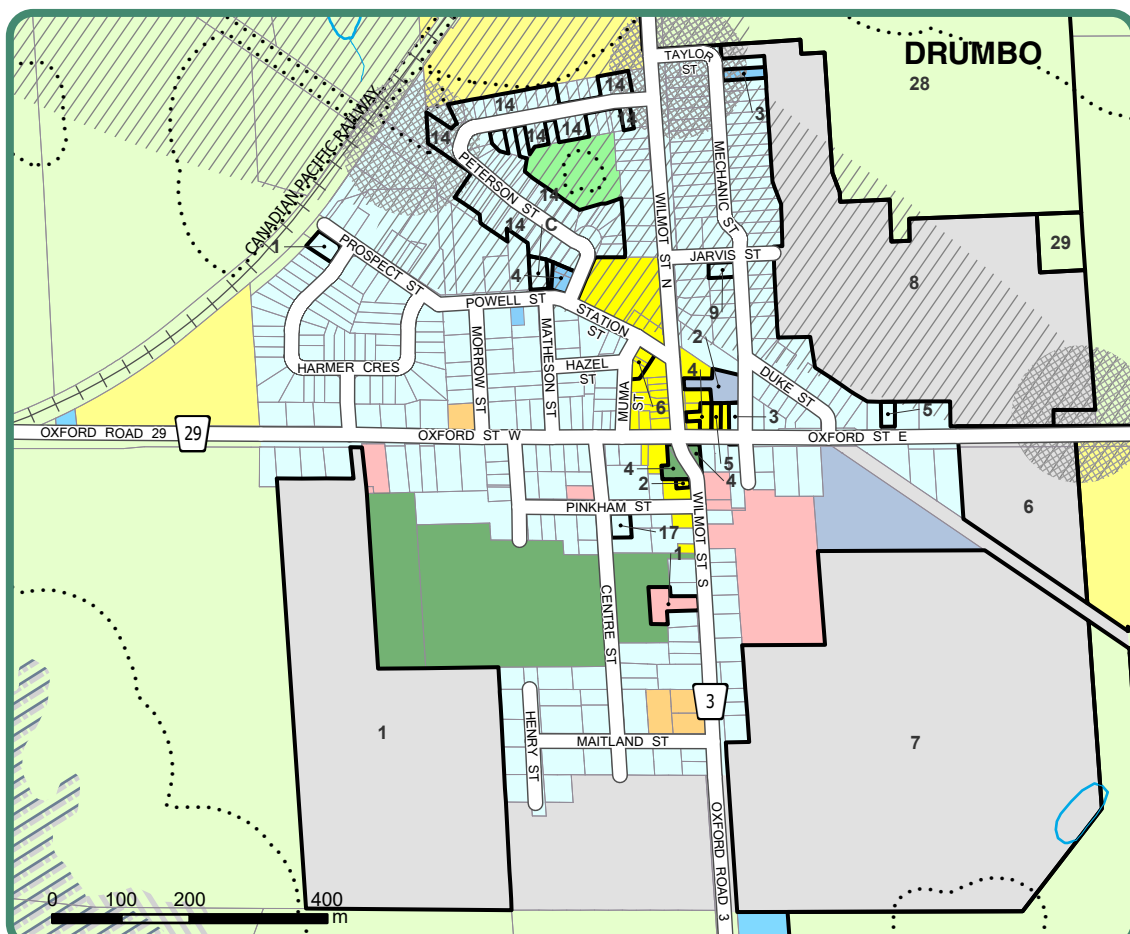 DRUMBO
28
TAYLOR
ST
14
14
3
14
14
14
3
CANADIAN PACIFIC RAILWAY
PETERSON ST
14
MECHANIC ST
WILMOT ST N
14
C
1
PROSPECT ST
JARVIS ST
29
4
8
9
POWELL ST
STATION
ST
2
MORROW ST
MATHESON ST
HAZEL
ST
HARMER CRES
MUMA
ST
6
4
DUKE ST
3
5
OXFORD ROAD 29
29
OXFORD ST W
OXFORD ST E
4
5
4
2
PINKHAM ST
17
WILMOT ST S
6
1
CENTRE ST
3
HENRY ST
MAITLAND ST
1
7
OXFORD ROAD 3
0 100 200 400
m